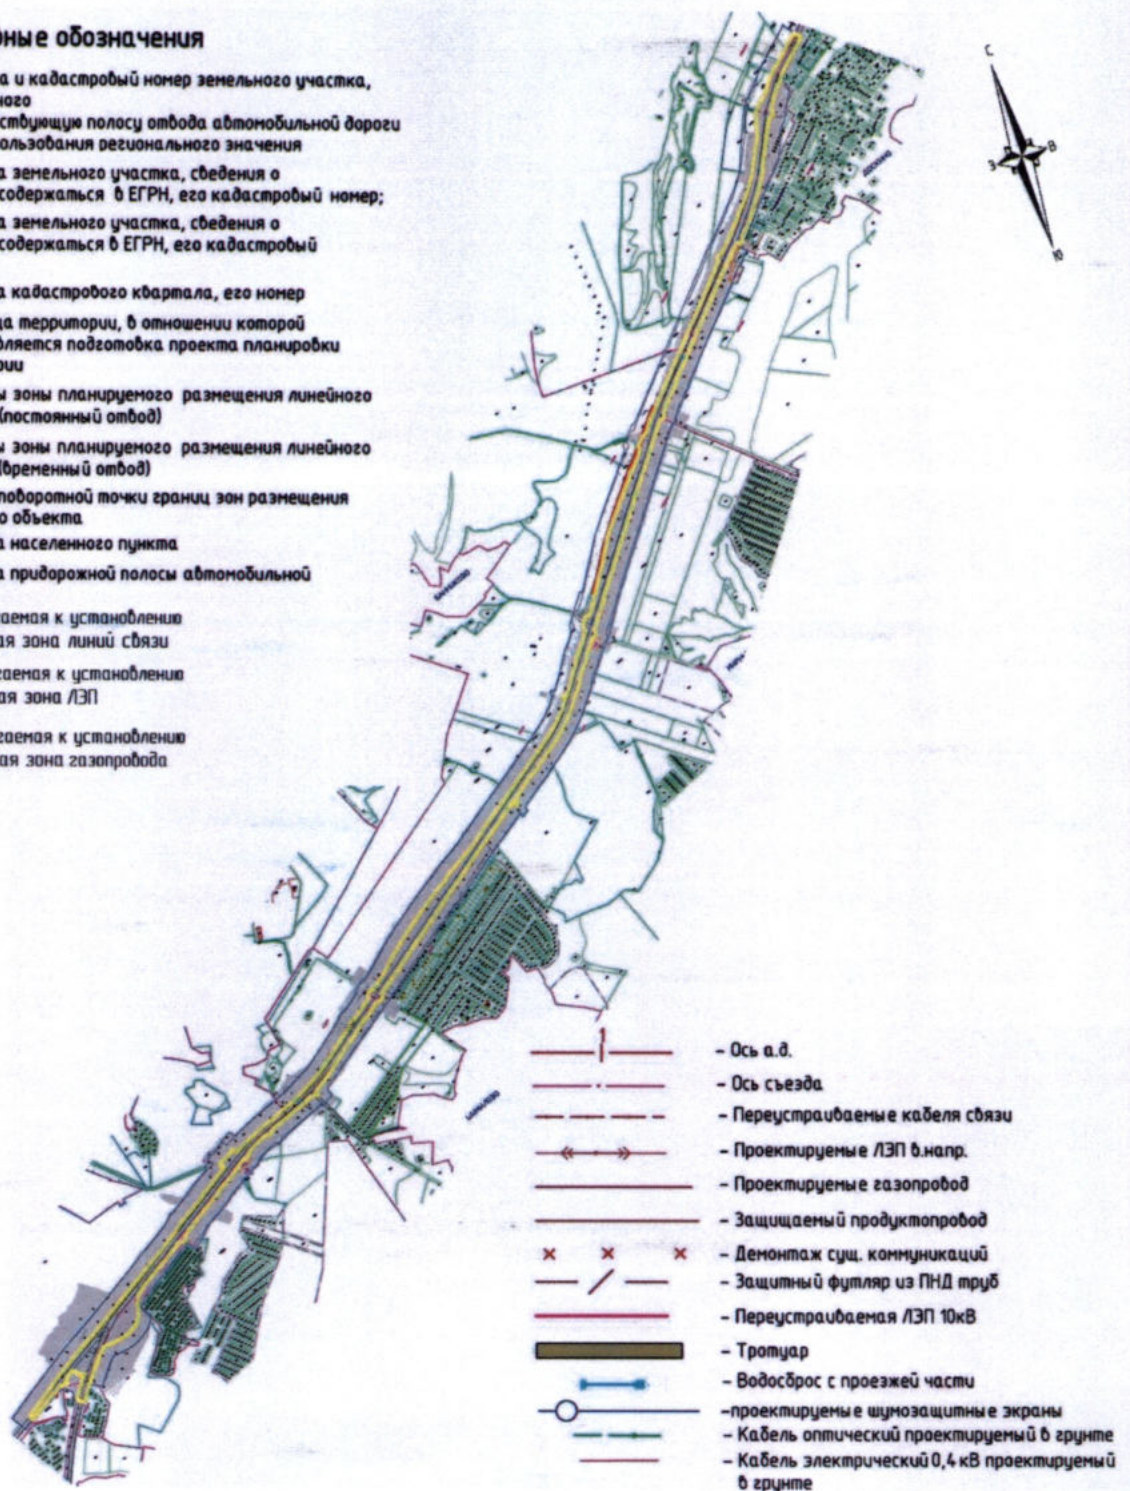 ные обозначения
а и кадастровый номер земельного участка,
ного
ствующую полосу отвода автомобильной дороги
ользования регионального значения
а земельного участка, сведения о
содержаться в ЕГРН, его кадастровый номер;
а земельного участка, сведения о
содержаться в ЕГРН, его кадастровый
а кадастрового квартала, его номер
ца территории, в отношении которой
вляется подготовка проекта планировки
рии
ы зоны планируемого размещения линейного
(постоянный отвод)
ы зоны планируемого размещения линейного
(временный отвод)
поворотной точки границ зон размещения
о объекта
а населенного пункта
а придорожной полосы автомобильной
гаемая к установлению
ая зона линий связи
гаемая к установлению
ая зона ЛЭП
гаемая к установлению
ая зона газопровода
С
В
З
Ю
1
- Ось а.д.
- Ось съезда
- Переустраиваемые кабеля связи
- Проектируемые ЛЭП в.напр.
- Проектируемые газопровод
- Защищаемый продуктопровод
- Демонтаж сущ. коммуникаций
- Защитный футляр из ПНД труб
- Переустраиваемая ЛЭП 10кВ
- Тротуар
- Водосброс с проезжей части
-проектируемые шумозащитные экраны
- Кабель оптический проектируемый в грунте
- Кабель электрический 0,4 кВ проектируемый
в грунте